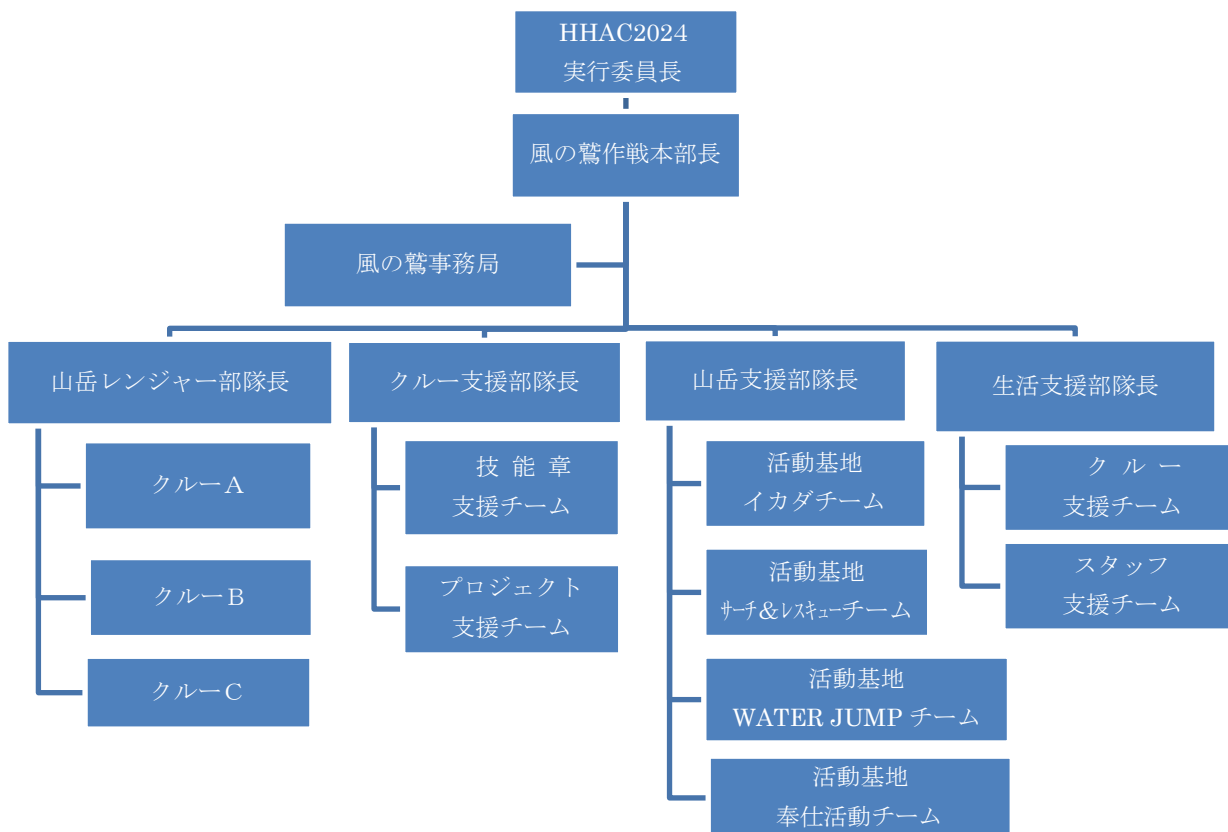 HHAC2024
実行委員長
風の鷲作戦本部長
風の鷲事務局
山岳レンジャー部隊長
クルーＡ
クルーＢ
クルーＣ
クルー支援部隊長
技 能 章
支援チーム
プロジェクト
支援チーム
山岳支援部隊長
活動基地
イカダチーム
活動基地
ｻｰﾁ&ﾚｽｷｭｰチーム
活動基地
WATER JUMP チーム
活動基地
奉仕活動チーム
生活支援部隊長
ク ル ー
支援チーム
スタッフ
支援チーム